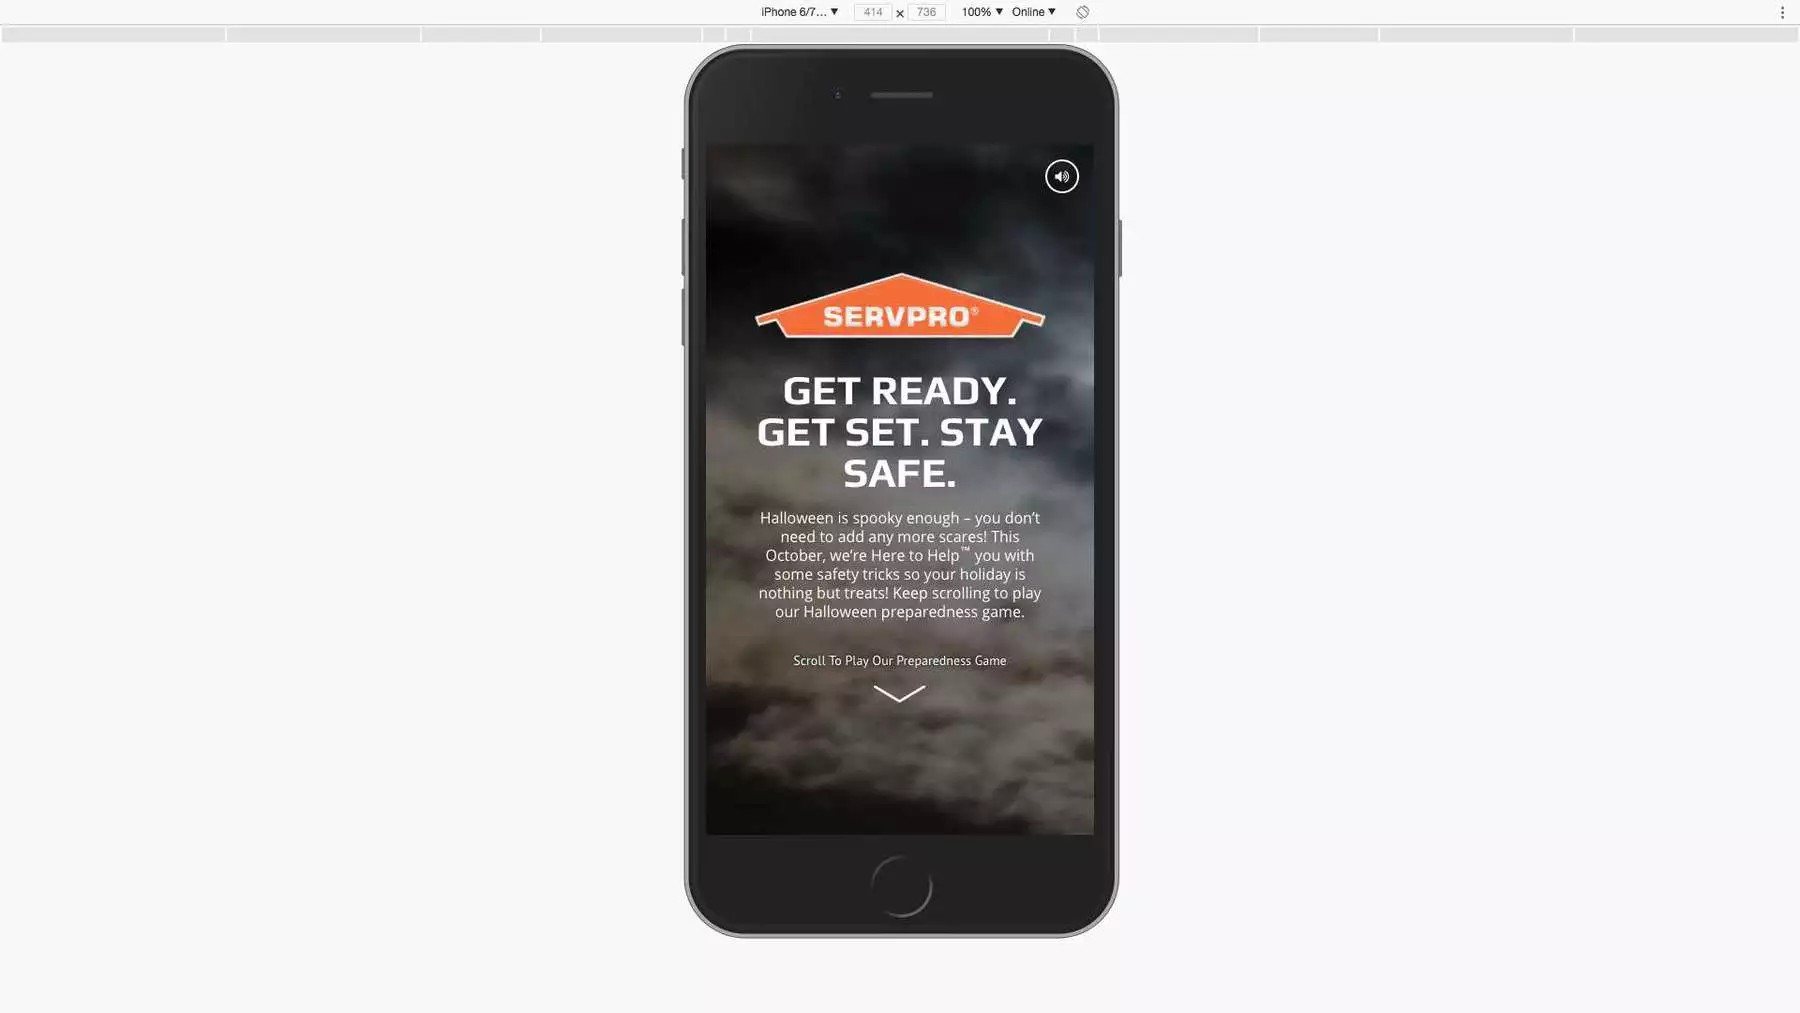 iPhone 6/7... ▼ 414 × 736 100% ▼ Online ▼
SERVPRO®
GET READY.
GET SET. STAY
SAFE.
Halloween is spooky enough – you don't
need to add any more scares! This
October, we're Here to Help™ you with
some safety tricks so your holiday is
nothing but treats! Keep scrolling to play
our Halloween preparedness game.
Scroll To Play Our Preparedness Game